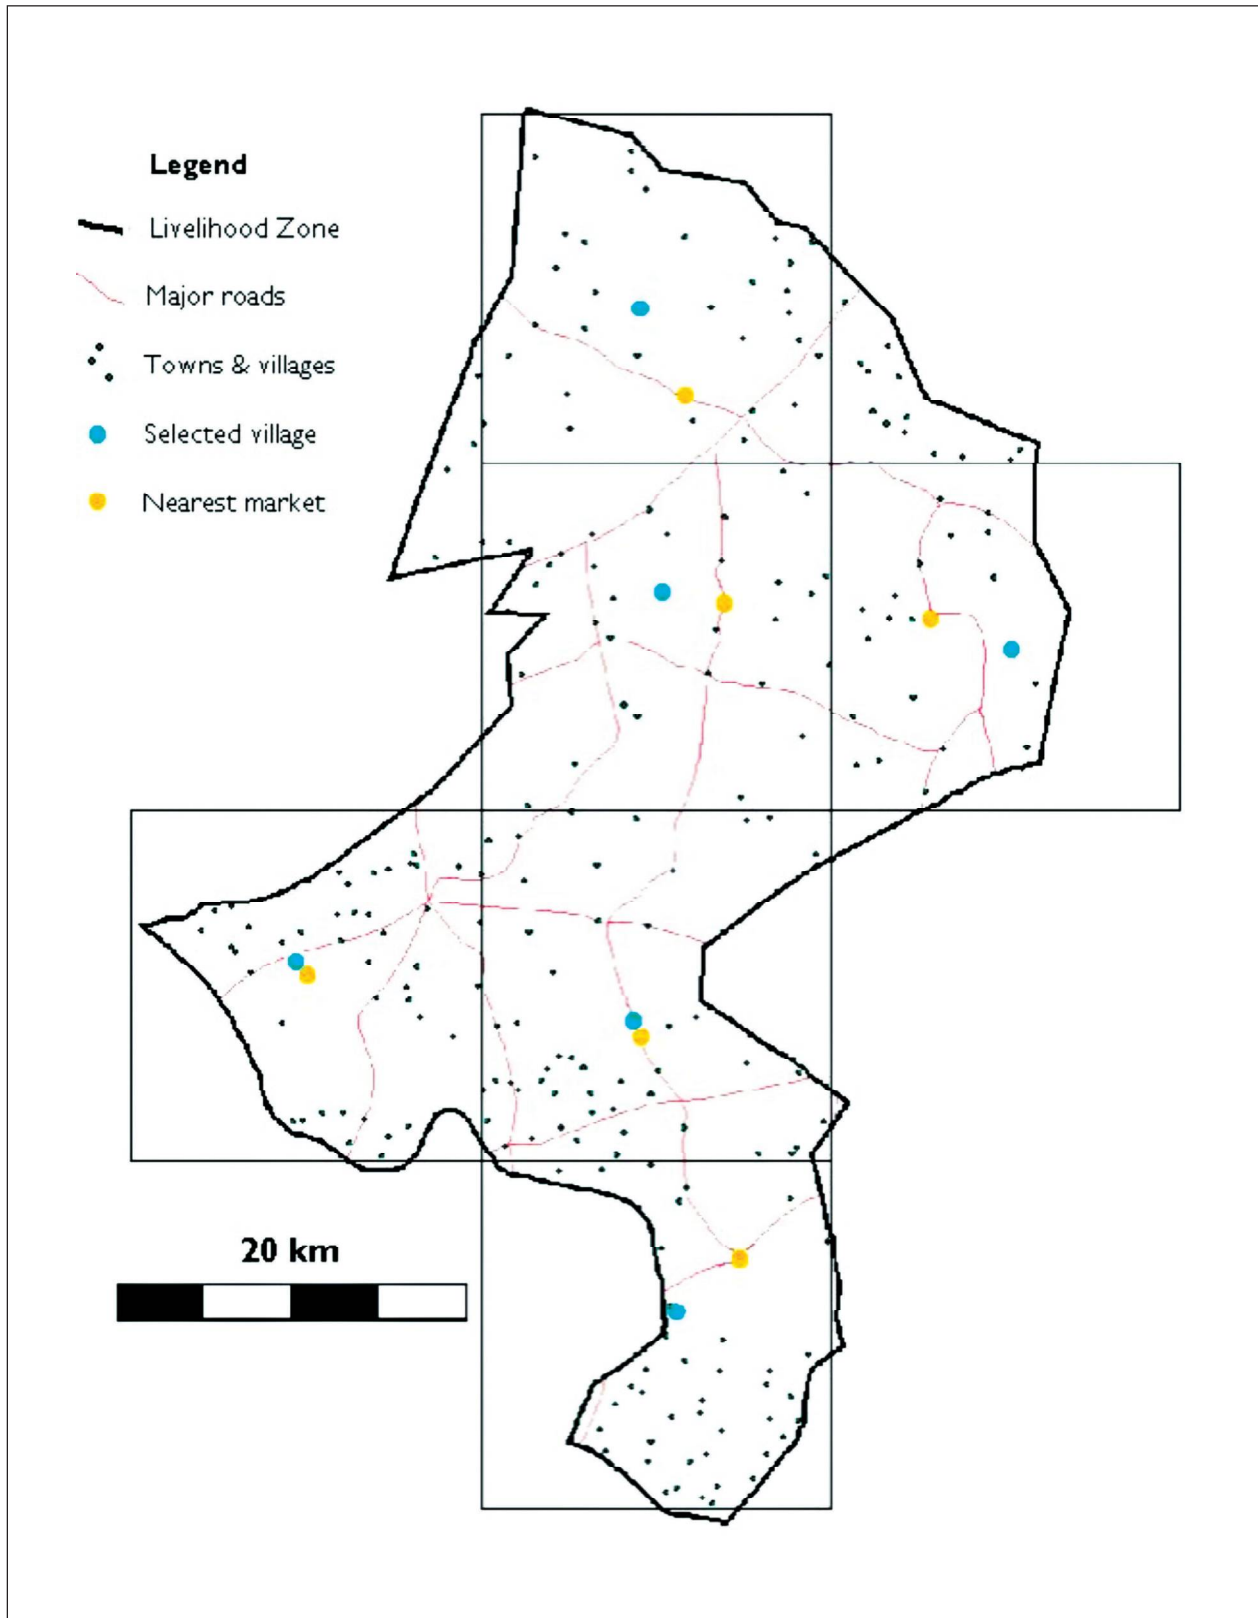 Legend
Livelihood Zone
Major roads
Towns & villages
Selected village
Nearest market
20 km